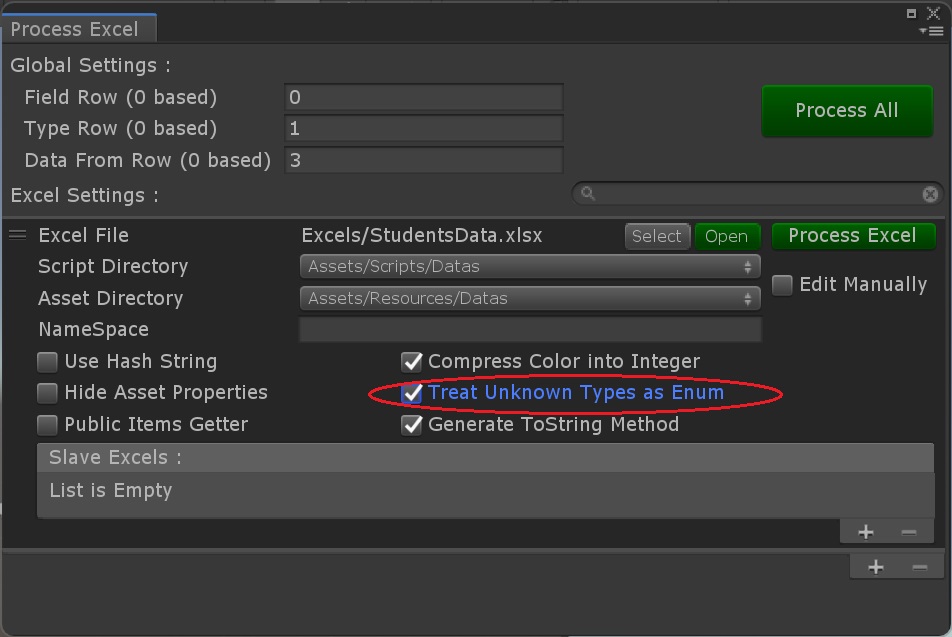 Process Excel
Global Settings :
Field Row (0 based) 0
Type Row (0 based) 1
Process All
Data From Row (0 based) 3
Excel Settings :
Excel File Excels/StudentsData.xlsx Select Open Process Excel
Script Directory Assets/Scripts/Datas
Edit Manually
Asset Directory Assets/Resources/Datas
NameSpace
Use Hash String Compress Color into Integer
Hide Asset Properties Treat Unknown Types as Enum
Public Items Getter Generate ToString Method
Slave Excels :
List is Empty